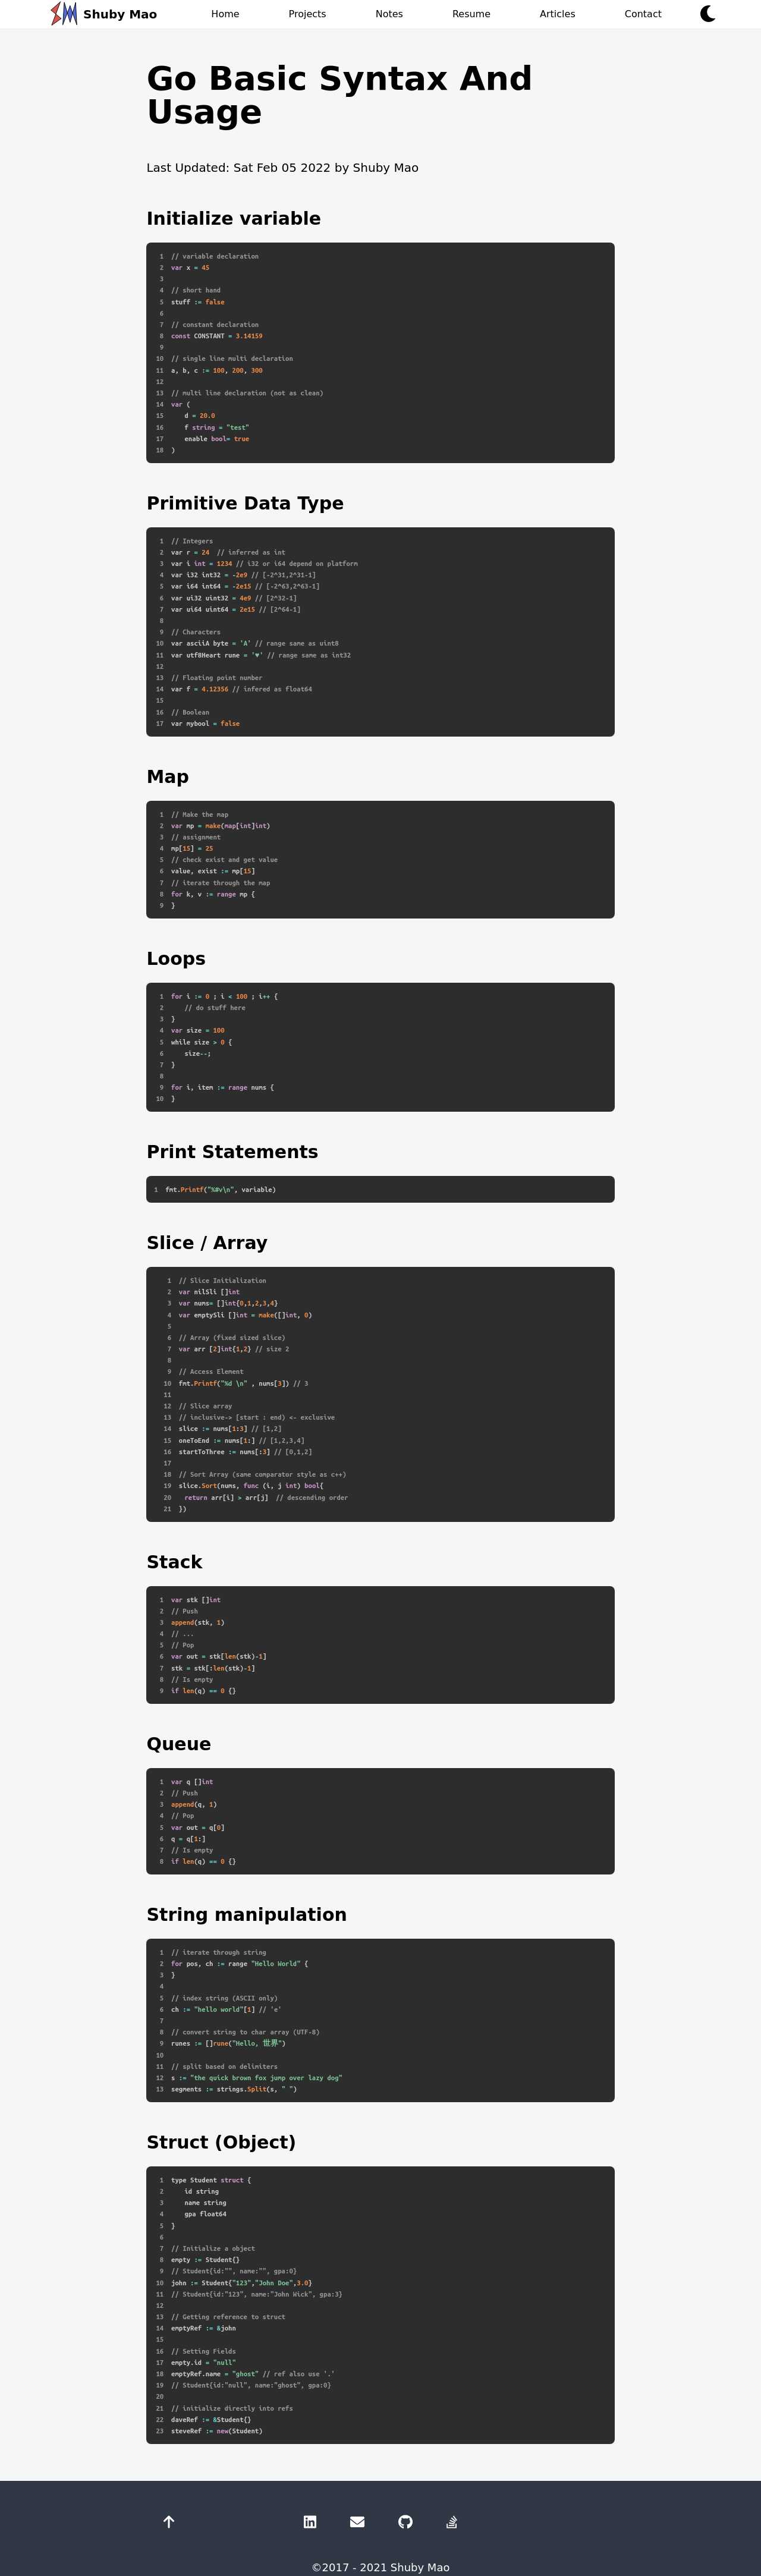 Shuby Mao
Home
Projects
Notes
Resume
Articles
Contact
Go Basic Syntax And
Usage
Last Updated: Sat Feb 05 2022 by Shuby Mao
Initialize variable
1 // variable declaration
2 var x = 45
3
4 // short hand
5 stuff := false
6
7 // constant declaration
8 const CONSTANT = 3.14159
9
10 // single line multi declaration
11 a, b, c := 100, 200, 300
12
13 // multi line declaration (not as clean)
14 var (
15 d = 20.0
16 f string = "test"
17 enable bool= true
18 )
Primitive Data Type
1 // Integers
2 var r = 24 // inferred as int
3 var i int = 1234 // i32 or i64 depend on platform
4 var i32 int32 = -2e9 // [-2^31,2^31-1]
5 var i64 int64 = -2e15 // [-2^63,2^63-1]
6 var ui32 uint32 = 4e9 // [2^32-1]
7 var ui64 uint64 = 2e15 // [2^64-1]
8
9 // Characters
10 var asciiA byte = 'A' // range same as uint8
11 var utf8Heart rune = '♥' // range same as int32
12
13 // Floating point number
14 var f = 4.12356 // infered as float64
15
16 // Boolean
17 var mybool = false
Map
1 // Make the map
2 var mp = make(map[int]int)
3 // assignment
4 mp[15] = 25
5 // check exist and get value
6 value, exist := mp[15]
7 // iterate through the map
8 for k, v := range mp {
9 }
Loops
1 for i := 0 ; i < 100 ; i++ {
2 // do stuff here
3 }
4 var size = 100
5 while size > 0 {
6 size--;
7 }
8
9 for i, item := range nums {
10 }
Print Statements
1 fmt.Printf("%#v\n", variable)
Slice / Array
1 // Slice Initialization
2 var nilSli []int
3 var nums= []int{0,1,2,3,4}
4 var emptySli []int = make([]int, 0)
5
6 // Array (fixed sized slice)
7 var arr [2]int{1,2} // size 2
8
9 // Access Element
10 fmt.Printf("%d \n" , nums[3]) // 3
11
12 // Slice array
13 // inclusive-> [start : end) <- exclusive
14 slice := nums[1:3] // [1,2]
15 oneToEnd := nums[1:] // [1,2,3,4]
16 startToThree := nums[:3] // [0,1,2]
17
18 // Sort Array (same comparator style as c++)
19 slice.Sort(nums, func (i, j int) bool{
20 return arr[i] > arr[j] // descending order
21 })
Stack
1 var stk []int
2 // Push
3 append(stk, 1)
4 // ...
5 // Pop
6 var out = stk[len(stk)-1]
7 stk = stk[:len(stk)-1]
8 // Is empty
9 if len(q) == 0 {}
Queue
1 var q []int
2 // Push
3 append(q, 1)
4 // Pop
5 var out = q[0]
6 q = q[1:]
7 // Is empty
8 if len(q) == 0 {}
String manipulation
1 // iterate through string
2 for pos, ch := range "Hello World" {
3 }
4
5 // index string (ASCII only)
6 ch := "hello world"[1] // 'e'
7
8 // convert string to char array (UTF-8)
9 runes := []rune("Hello, 世界")
10
11 // split based on delimiters
12 s := "the quick brown fox jump over lazy dog"
13 segments := strings.Split(s, " ")
Struct (Object)
1 type Student struct {
2 id string
3 name string
4 gpa float64
5 }
6
7 // Initialize a object
8 empty := Student{}
9 // Student{id:"", name:"", gpa:0}
10 john := Student{"123","John Doe",3.0}
11 // Student{id:"123", name:"John Wick", gpa:3}
12
13 // Getting reference to struct
14 emptyRef := &john
15
16 // Setting Fields
17 empty.id = "null"
18 emptyRef.name = "ghost" // ref also use '.'
19 // Student{id:"null", name:"ghost", gpa:0}
20
21 // initialize directly into refs
22 daveRef := &Student{}
23 steveRef := new(Student)
©2017 - 2021 Shuby Mao